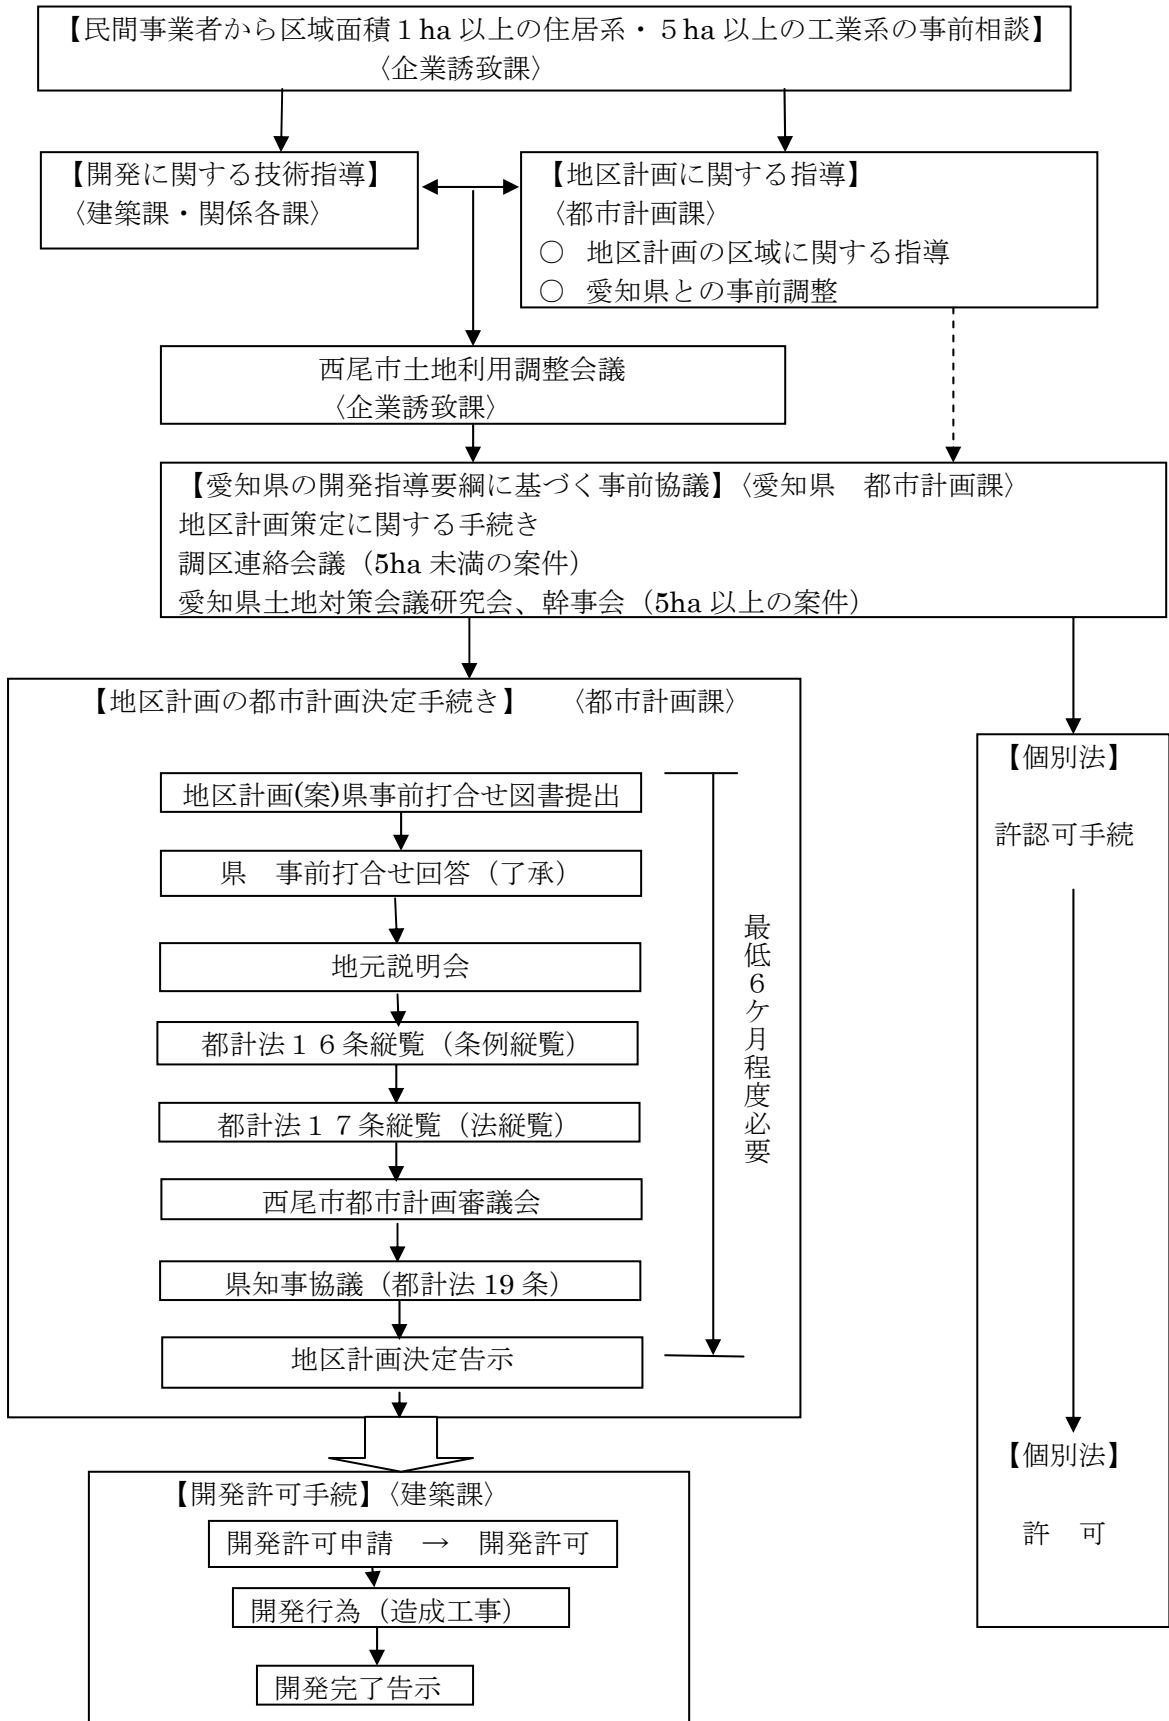 【民間事業者から区域面積1ha以上の住居系・5ha以上の工業系の事前相談】
〈企業誘致課〉
【開発に関する技術指導】
〈建築課・関係各課〉
【地区計画に関する指導】
〈都市計画課〉
○ 地区計画の区域に関する指導
○ 愛知県との事前調整
西尾市土地利用調整会議
〈企業誘致課〉
【愛知県の開発指導要綱に基づく事前協議】〈愛知県 都市計画課〉
地区計画策定に関する手続き
調区連絡会議(5ha未満の案件)
愛知県土地対策会議研究会、幹事会(5ha以上の案件)
【地区計画の都市計画決定手続き】 〈都市計画課〉
地区計画(案)県事前打合せ図書提出
県 事前打合せ回答(了承)
地元説明会
都計法16条縦覧(条例縦覧)
都計法17条縦覧(法縦覧)
西尾市都市計画審議会
県知事協議(都計法19条)
地区計画決定告示
最低6ケ月程度必要
【個別法】
許認可手続
【個別法】
許 可
【開発許可手続】〈建築課〉
開発許可申請 → 開発許可
開発行為(造成工事)
開発完了告示